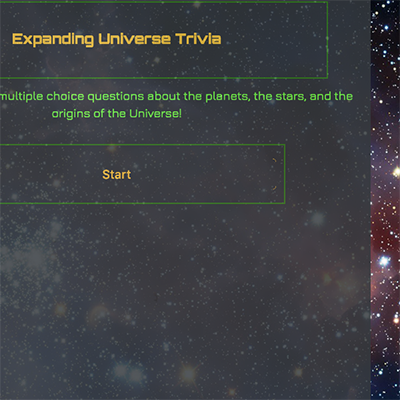 Expanding Universe Trivia
multiple choice questions about the planets, the stars, and the
origins of the Universe!
Start